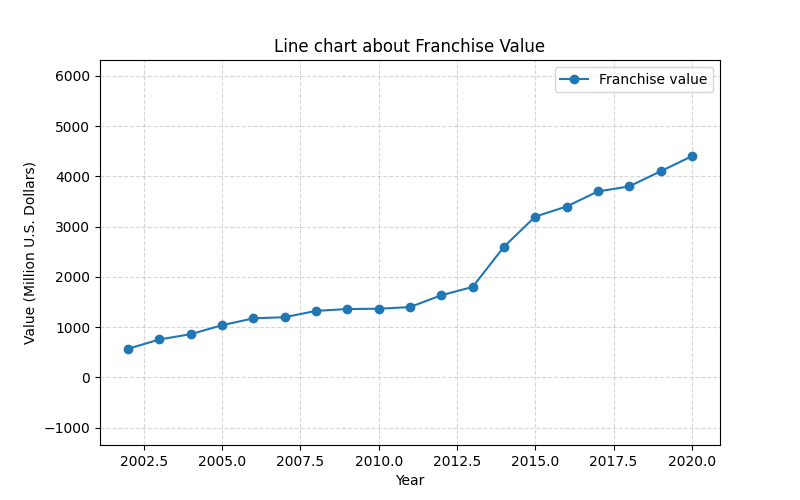 Line chart about Franchise Value
Franchise value
6000
5000
4000
3000
2000
1000
0
−1000
Value (Million U.S. Dollars)
2002.5 2005.0 2007.5 2010.0 2012.5 2015.0 2017.5 2020.0
Year